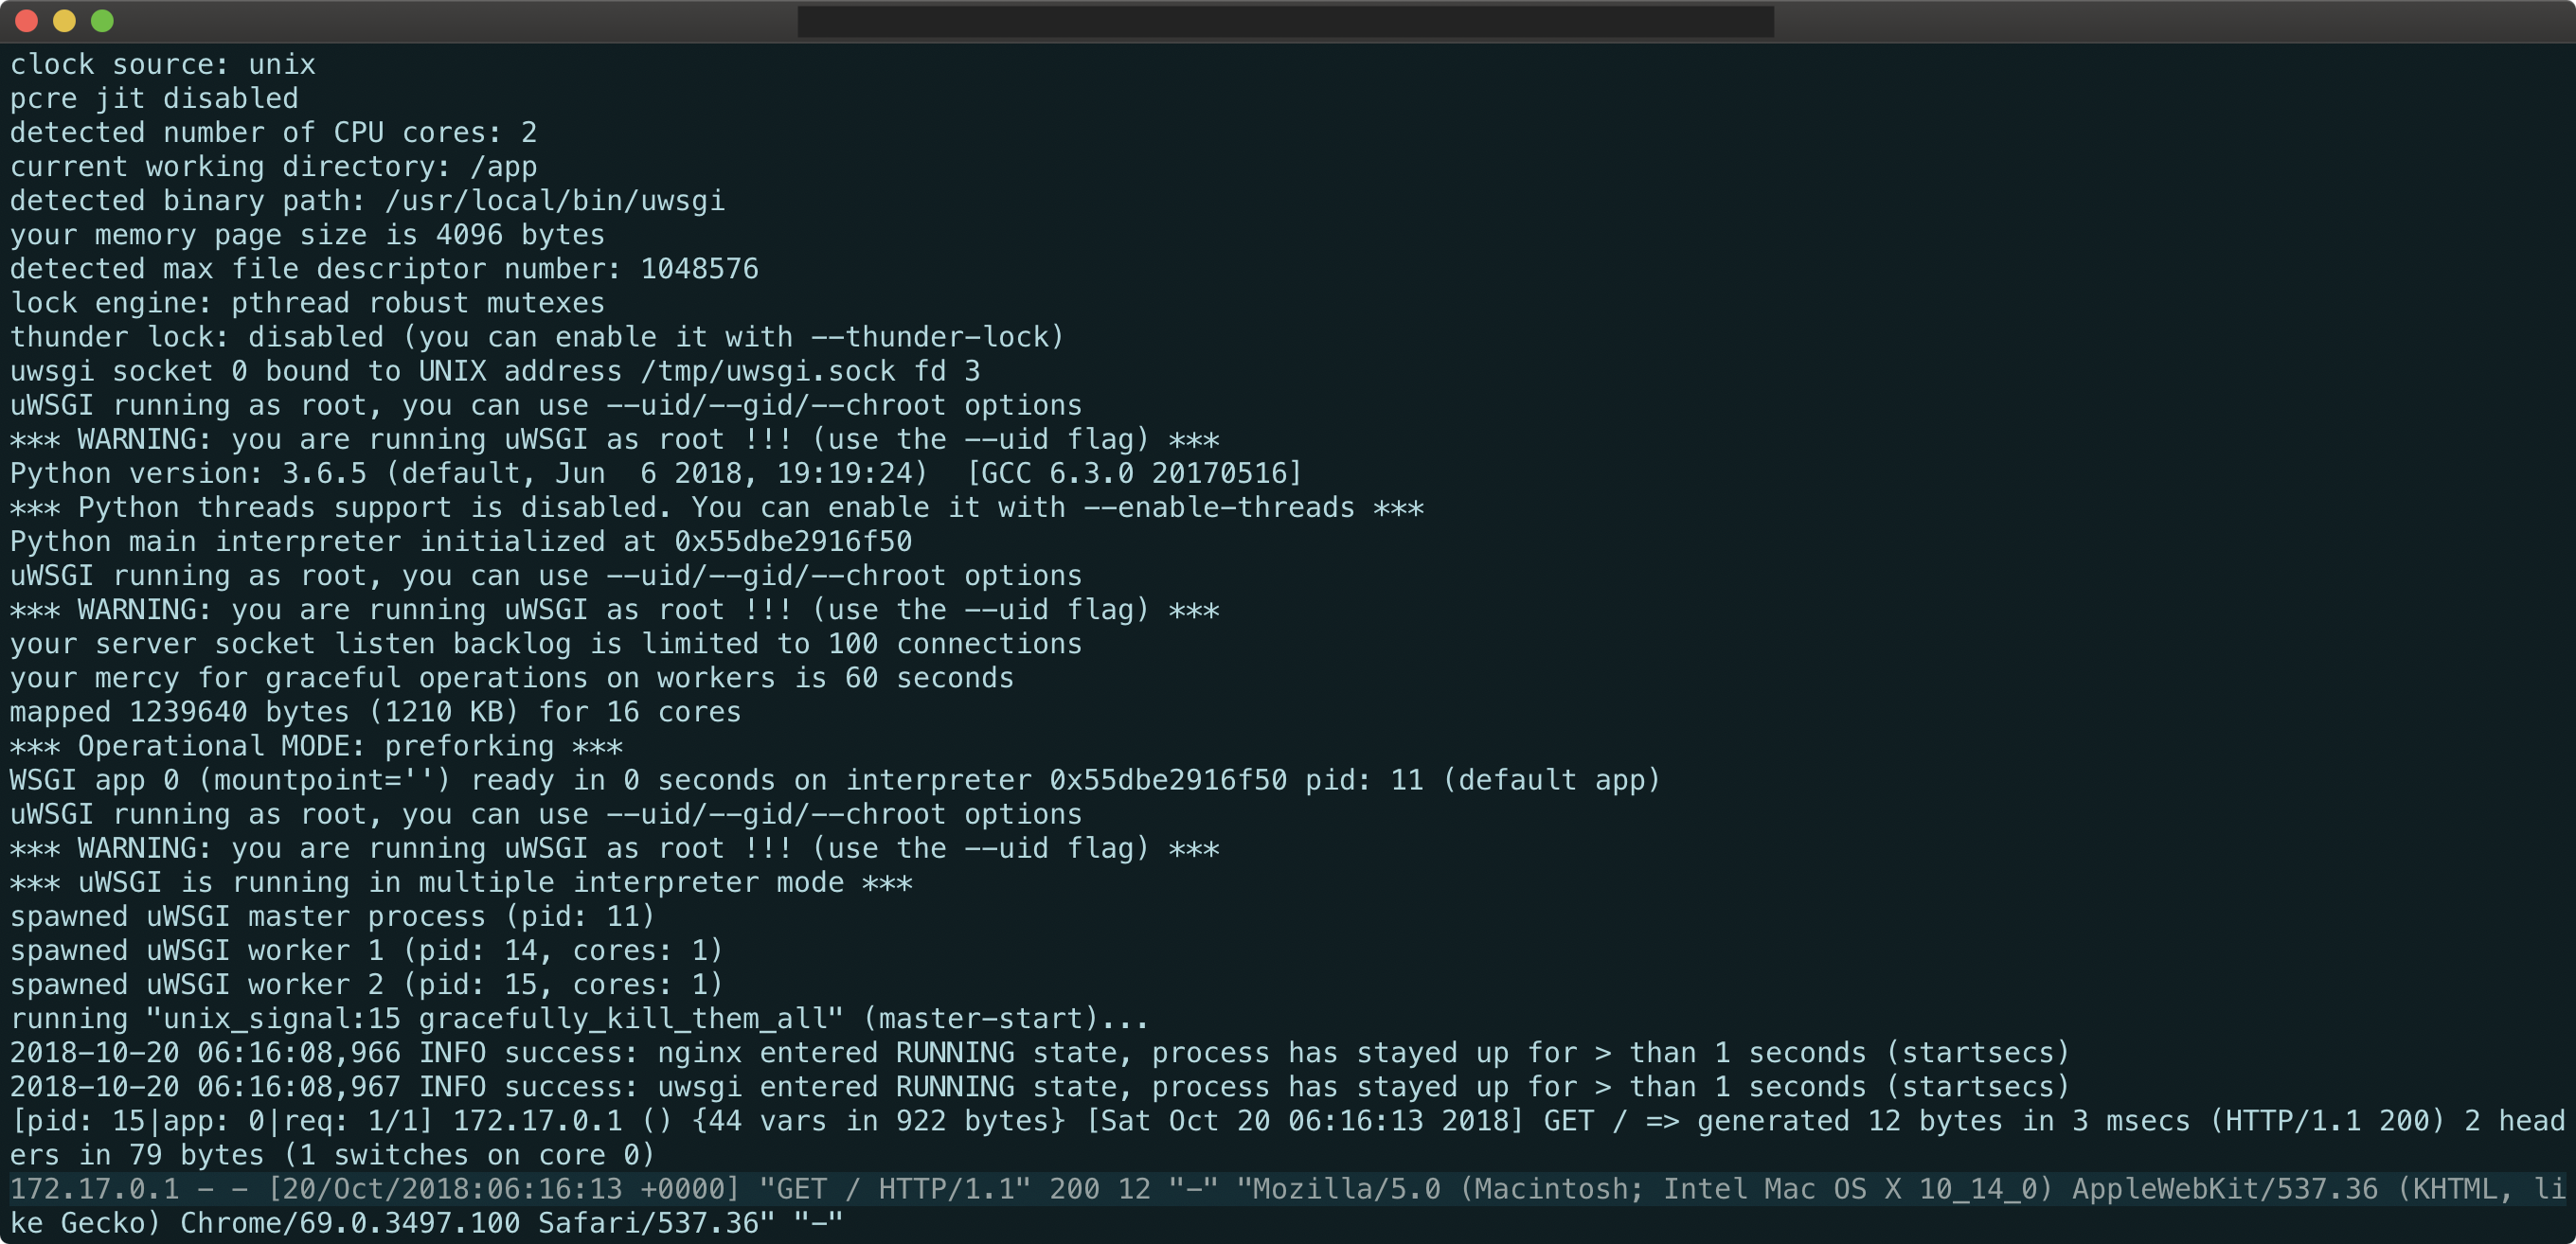 clock source: unix
pcre jit disabled
detected number of CPU cores: 2
current working directory: /app
detected binary path: /usr/local/bin/uwsgi
your memory page size is 4096 bytes
detected max file descriptor number: 1048576
lock engine: pthread robust mutexes
thunder lock: disabled (you can enable it with --thunder-lock)
uwsgi socket 0 bound to UNIX address /tmp/uwsgi.sock fd 3
uWSGI running as root, you can use --uid/--gid/--chroot options
*** WARNING: you are running uWSGI as root !!! (use the --uid flag) ***
Python version: 3.6.5 (default, Jun  6 2018, 19:19:24)  [GCC 6.3.0 20170516]
*** Python threads support is disabled. You can enable it with --enable-threads ***
Python main interpreter initialized at 0x55dbe2916f50
uWSGI running as root, you can use --uid/--gid/--chroot options
*** WARNING: you are running uWSGI as root !!! (use the --uid flag) ***
your server socket listen backlog is limited to 100 connections
your mercy for graceful operations on workers is 60 seconds
mapped 1239640 bytes (1210 KB) for 16 cores
*** Operational MODE: preforking ***
WSGI app 0 (mountpoint='') ready in 0 seconds on interpreter 0x55dbe2916f50 pid: 11 (default app)
uWSGI running as root, you can use --uid/--gid/--chroot options
*** WARNING: you are running uWSGI as root !!! (use the --uid flag) ***
*** uWSGI is running in multiple interpreter mode ***
spawned uWSGI master process (pid: 11)
spawned uWSGI worker 1 (pid: 14, cores: 1)
spawned uWSGI worker 2 (pid: 15, cores: 1)
running "unix_signal:15 gracefully_kill_them_all" (master-start)...
2018-10-20 06:16:08,966 INFO success: nginx entered RUNNING state, process has stayed up for > than 1 seconds (startsecs)
2018-10-20 06:16:08,967 INFO success: uwsgi entered RUNNING state, process has stayed up for > than 1 seconds (startsecs)
[pid: 15|app: 0|req: 1/1] 172.17.0.1 () {44 vars in 922 bytes} [Sat Oct 20 06:16:13 2018] GET / => generated 12 bytes in 3 msecs (HTTP/1.1 200) 2 head
ers in 79 bytes (1 switches on core 0)
172.17.0.1 - - [20/Oct/2018:06:16:13 +0000] "GET / HTTP/1.1" 200 12 "-" "Mozilla/5.0 (Macintosh; Intel Mac OS X 10_14_0) AppleWebKit/537.36 (KHTML, li
ke Gecko) Chrome/69.0.3497.100 Safari/537.36" "-"